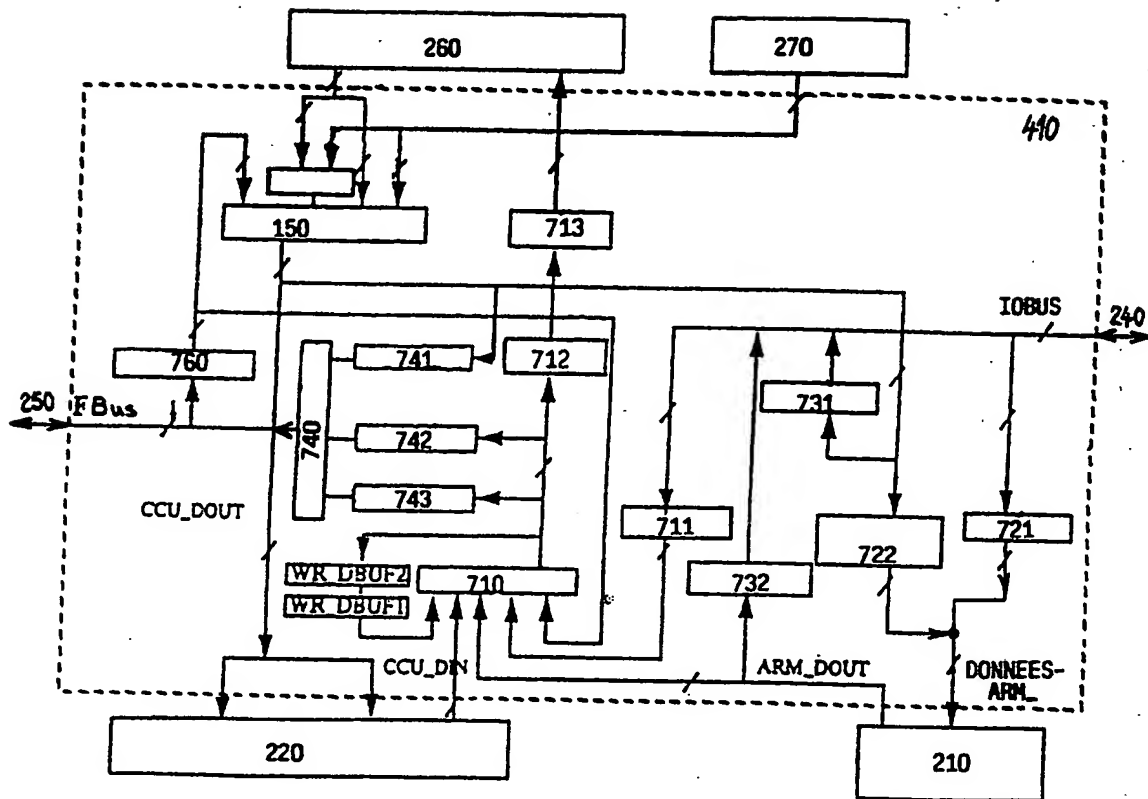 260
270
410
150
713
IOBUS
240
760
741
712
731
250
FBus
740
742
CCU_DOUT
743
711
721
722
WR_DBUF2
710
732
WR_DBUF1
CCU_DIN
ARM_DOUT
DONNEES-
ARM_
220
210